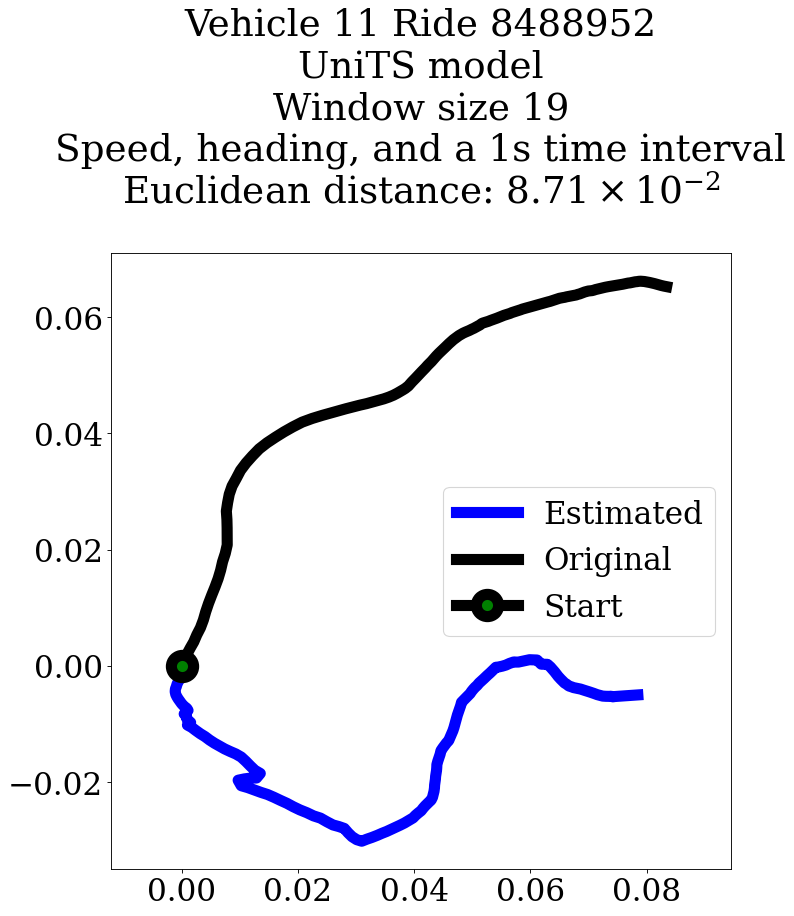 Vehicle 11 Ride 8488952
UniTS model
Window size 19
Speed, heading, and a 1s time interval
Euclidean distance: 8.71 × 10⁻²
0.06
0.04
0.02
0.00
−0.02
Estimated
Original
Start
0.00 0.02 0.04 0.06 0.08